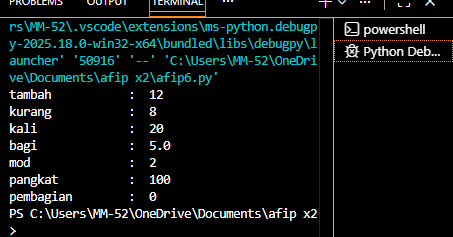 PROBLEMS OUTPUT TERMINAL ...
powershell
Python Deb...
rs\MM-52\.vscode\extensions\ms-python.debugp
y-2025.18.0-win32-x64\bundled\libs\debugpy\l
auncher' '50916' '--' 'C:\Users\MM-52\OneDri
ve\Documents\afip x2\afip6.py'
tambah : 12
kurang : 8
kali : 20
bagi : 5.0
mod : 2
pangkat : 100
pembagian : 0
PS C:\Users\MM-52\OneDrive\Documents\afip x2
>